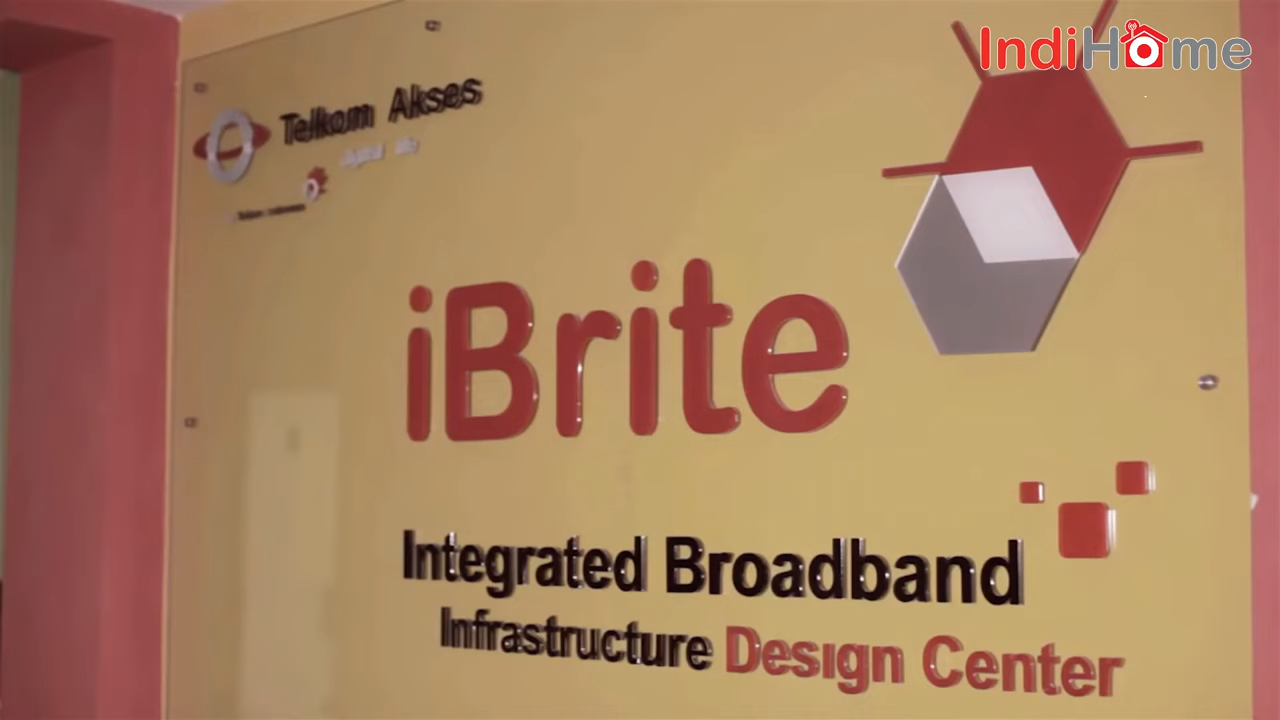 IndiHome
Telkom Akses
iBrite
Integrated Broadband
Infrastructure Design Center